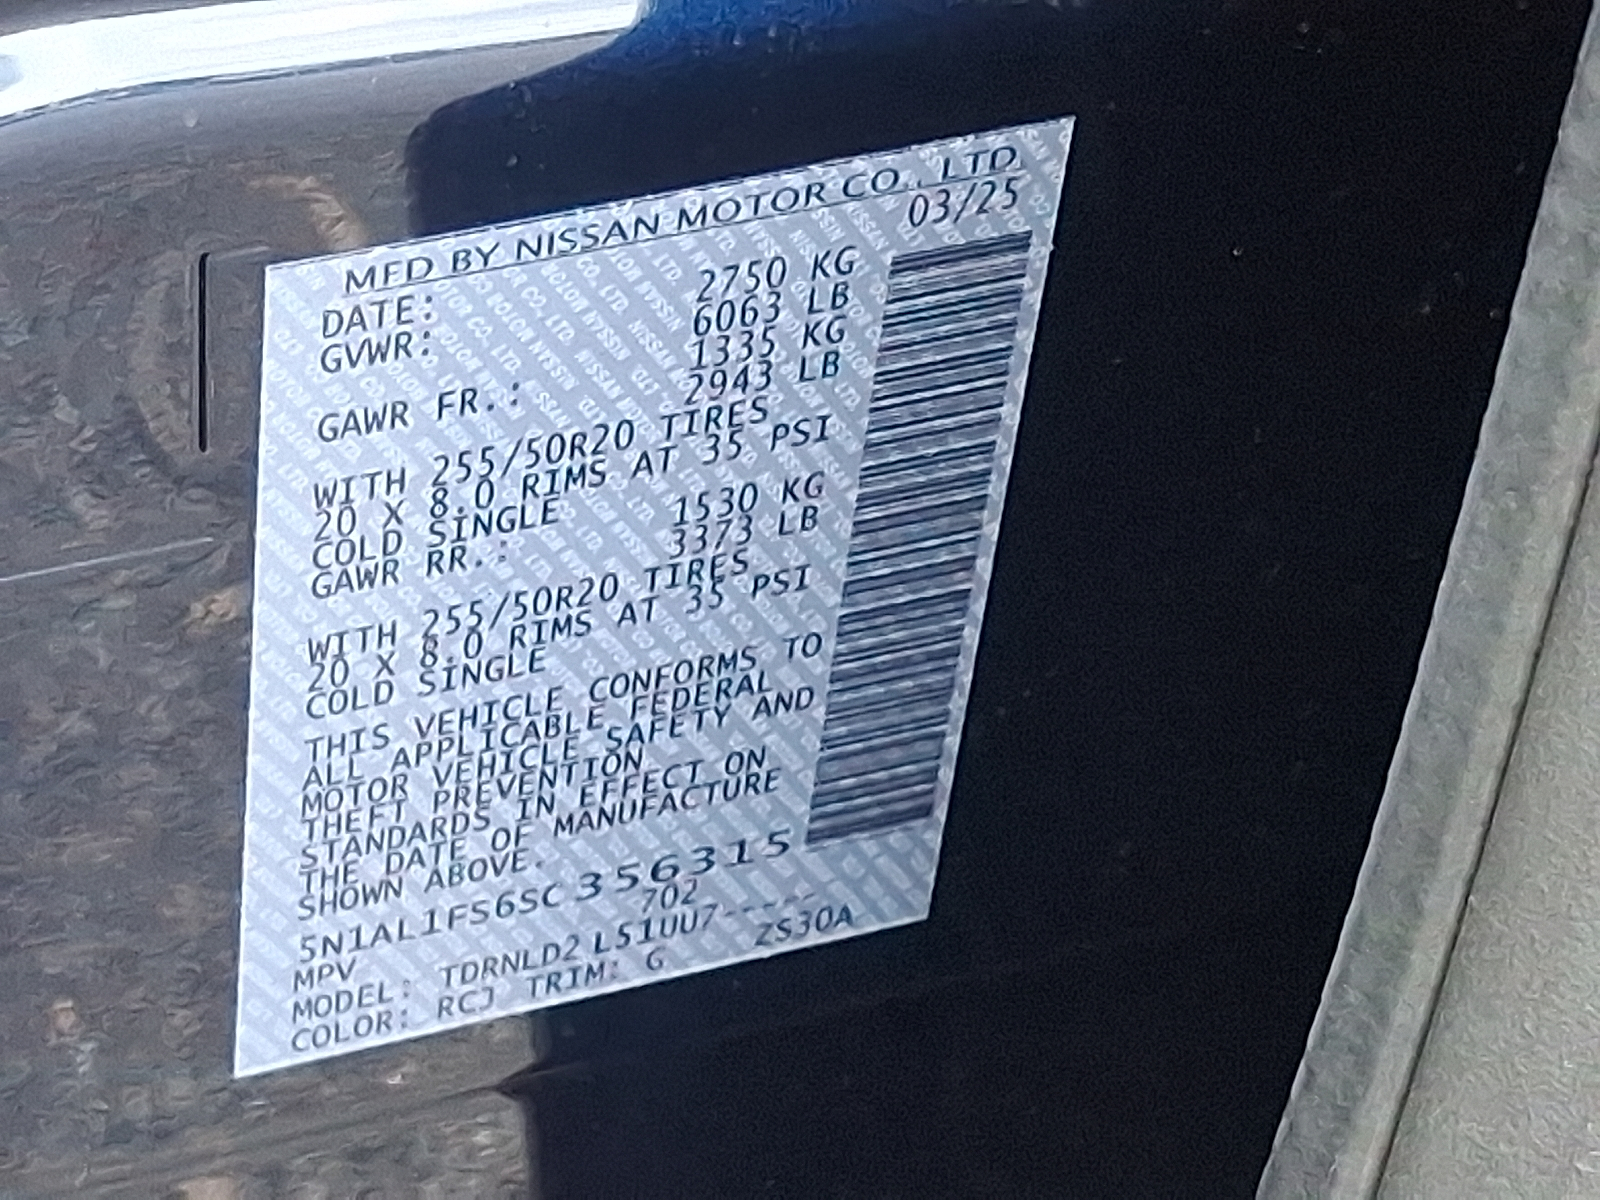 MFD BY NISSAN MOTOR CO., LTD.
DATE: 03/25
GVWR: 2750 KG
6063 LB
GAWR FR.: 1335 KG
2943 LB
WITH 255/50R20 TIRES
20 X 8.0 RIMS AT 35 PSI
COLD SINGLE
GAWR RR.: 1530 KG
3373 LB
WITH 255/50R20 TIRES
20 X 8.0 RIMS AT 35 PSI
COLD SINGLE
THIS VEHICLE CONFORMS TO
ALL APPLICABLE FEDERAL
MOTOR VEHICLE SAFETY AND
THEFT PREVENTION
STANDARDS IN EFFECT ON
THE DATE OF MANUFACTURE
SHOWN ABOVE.
5N1AL1FS6SC356315
MPV 702
MODEL: TDRNLD2 L51UU7-----
COLOR: RCJ TRIM: G ZS30A